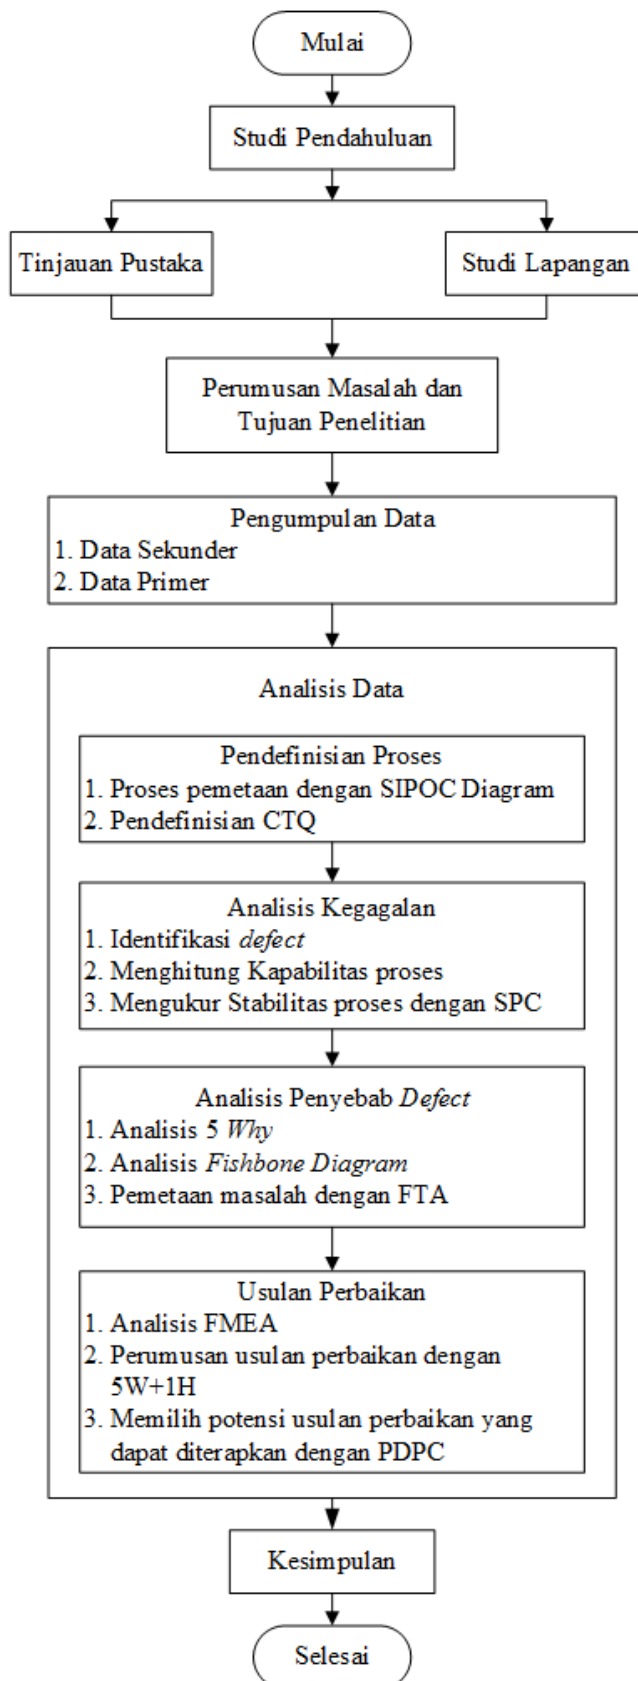 Mulai
Studi Pendahuluan
Tinjauan Pustaka
Studi Lapangan
Perumusan Masalah dan
Tujuan Penelitian
Pengumpulan Data
1. Data Sekunder
2. Data Primer
Analisis Data
Pendefinisian Proses
1. Proses pemetaan dengan SIPOC Diagram
2. Pendefinisian CTQ
Analisis Kegagalan
1. Identifikasi defect
2. Menghitung Kapabilitas proses
3. Mengukur Stabilitas proses dengan SPC
Analisis Penyebab Defect
1. Analisis 5 Why
2. Analisis Fishbone Diagram
3. Pemetaan masalah dengan FTA
Usulan Perbaikan
1. Analisis FMEA
2. Perumusan usulan perbaikan dengan
5W+1H
3. Memilih potensi usulan perbaikan yang
dapat diterapkan dengan PDPC
Kesimpulan
Selesai